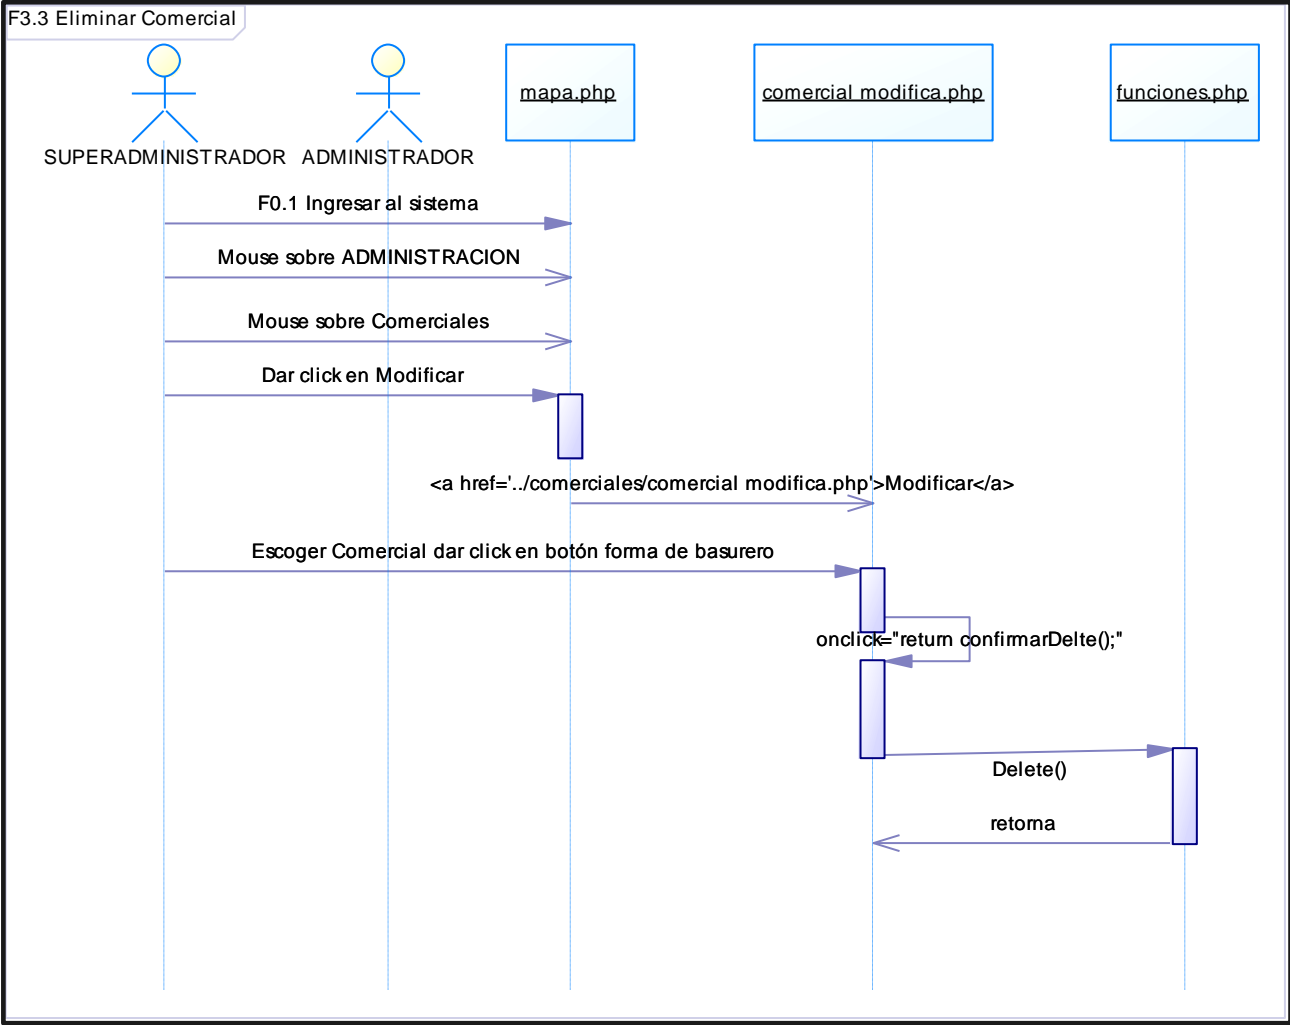 F3.3 Eliminar Comercial
mapa.php
comercial modifica.php
funciones.php
SUPERADMINISTRADOR
ADMINISTRADOR
F0.1 Ingresar al sistema
Mouse sobre ADMINISTRACION
Mouse sobre Comerciales
Dar click en Modificar
<a href='../comerciales/comercial modifica.php'>Modificar</a>
Escoger Comercial dar click en botón forma de basurero
onclick="return confirmarDelte();"
Delete()
retorna